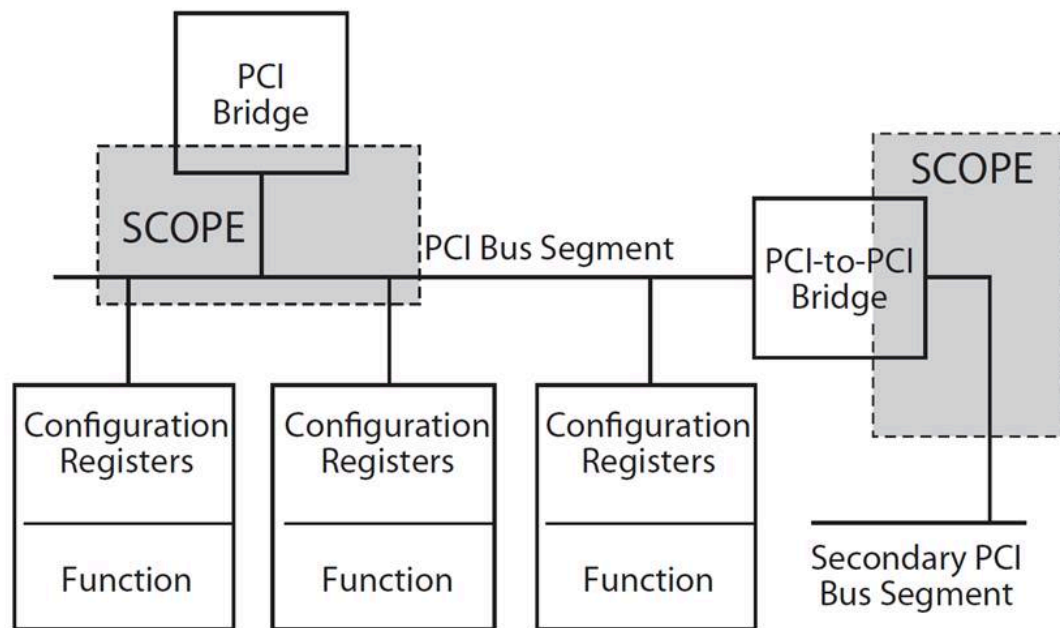 PCI
Bridge
SCOPE
SCOPE
PCI Bus Segment
PCI-to-PCI
Bridge
Configuration
Registers
Function
Configuration
Registers
Function
Configuration
Registers
Function
Secondary PCI
Bus Segment